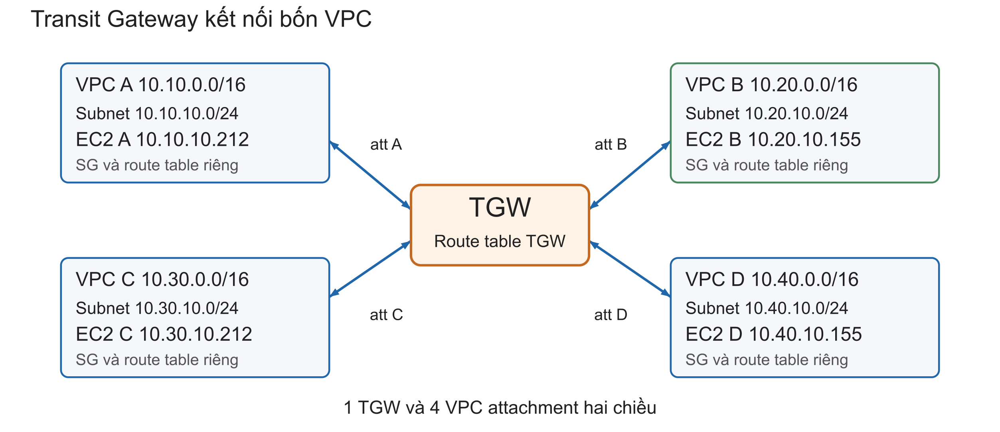 Transit Gateway kết nối bốn VPC
VPC A 10.10.0.0/16
Subnet 10.10.10.0/24
EC2 A 10.10.10.212
SG và route table riêng
VPC B 10.20.0.0/16
Subnet 10.20.10.0/24
EC2 B 10.20.10.155
SG và route table riêng
att A
att B
TGW
Route table TGW
VPC C 10.30.0.0/16
Subnet 10.30.10.0/24
EC2 C 10.30.10.212
SG và route table riêng
VPC D 10.40.0.0/16
Subnet 10.40.10.0/24
EC2 D 10.40.10.155
SG và route table riêng
att C
att D
1 TGW và 4 VPC attachment hai chiều